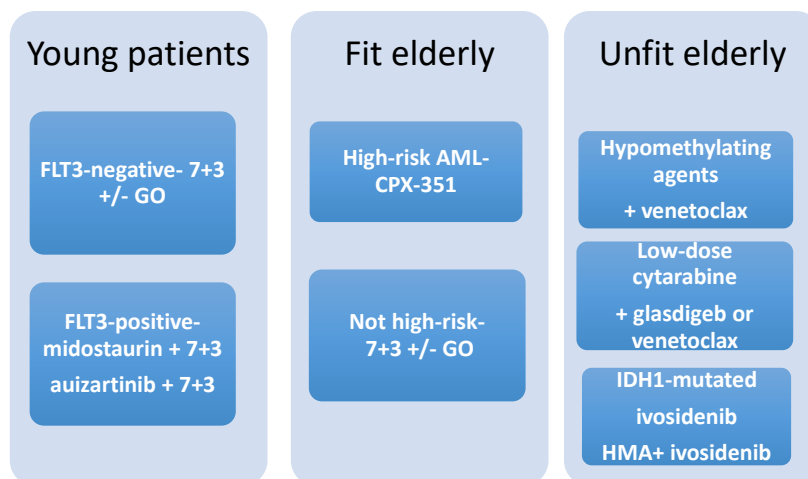 Young patients
FLT3-negative- 7+3
+/- GO
FLT3-positive-
midostaurin + 7+3
auizartinib + 7+3
Fit elderly
High-risk AML-
CPX-351
Not high-risk-
7+3 +/- GO
Unfit elderly
Hypomethylating
agents
+ venetoclax
Low-dose
cytarabine
+ glasdigeb or
venetoclax
IDH1-mutated
ivosidenib
HMA+ ivosidenib